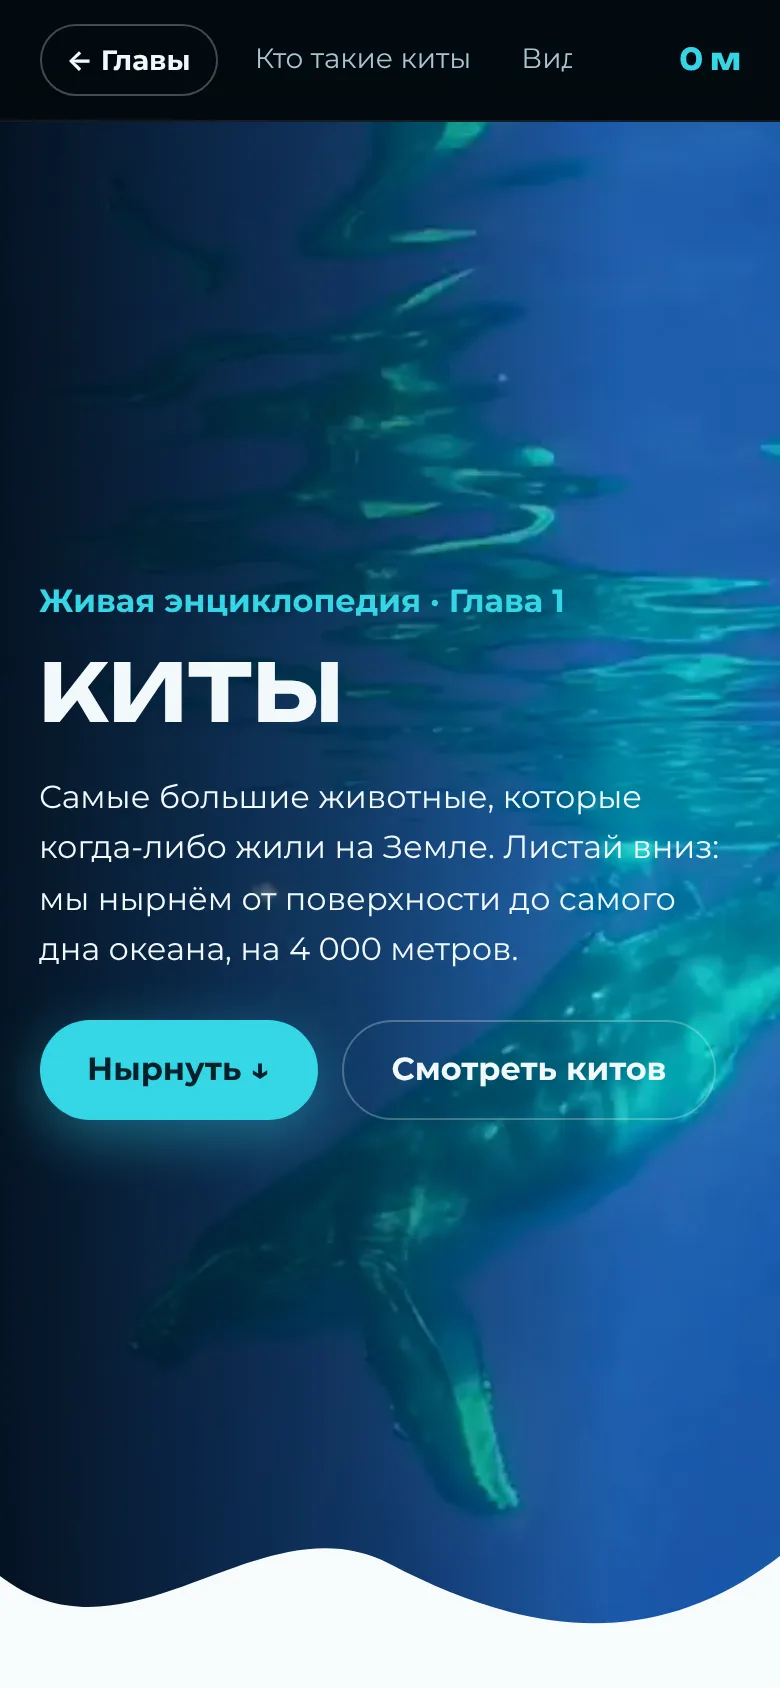 ← Главы Кто такие киты 0 м
Живая энциклопедия · Глава 1
КИТЫ
Самые большие животные, которые
когда-либо жили на Земле. Листай вниз:
мы нырнём от поверхности до самого
дна океана, на 4 000 метров.
Нырнуть ↓ Смотреть китов